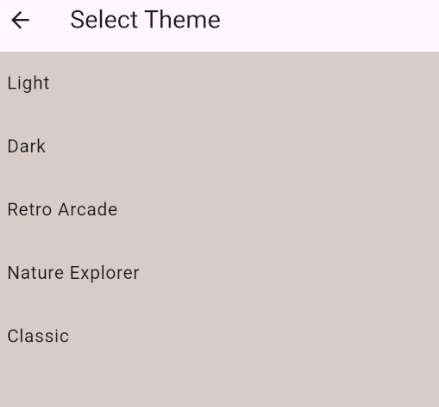 Select Theme
Light
Dark
Retro Arcade
Nature Explorer
Classic